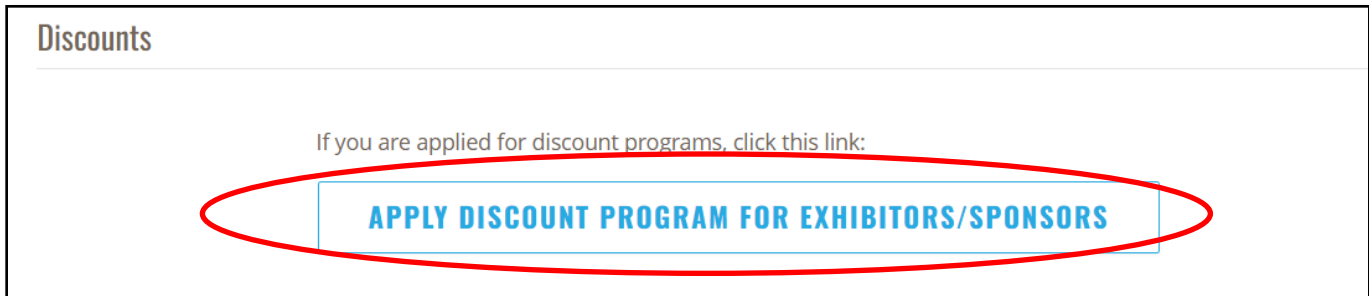 Discounts
If you are applied for discount programs, click this link:
APPLY DISCOUNT PROGRAM FOR EXHIBITORS/SPONSORS